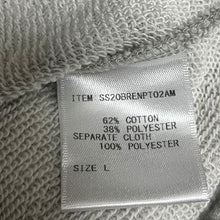 ITEM SS20BRENPT02AM
62% COTTON
38% POLYESTER
SEPARATE CLOTH
100% POLYESTER
SIZE L